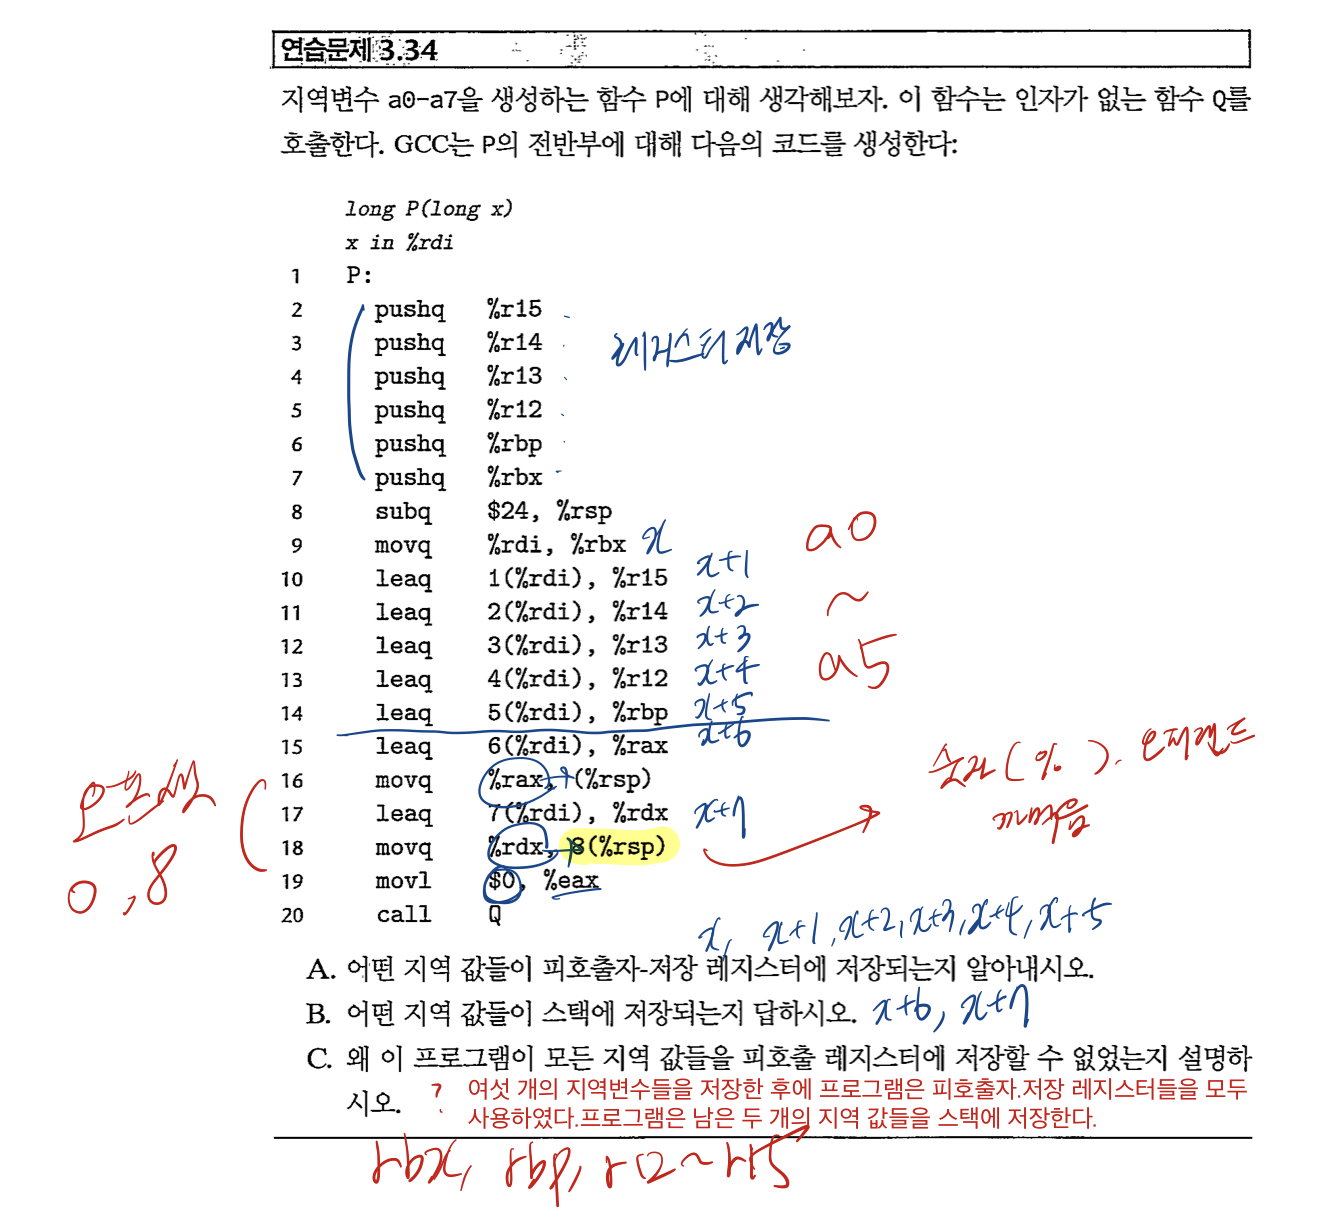 연습문제 3.34
지역변수 a0-a7을 생성하는 함수 P에 대해 생각해보자. 이 함수는 인자가 없는 함수 Q를
호출한다. GCC는 P의 전반부에 대해 다음의 코드를 생성한다:
long P(long x)
x in %rdi
1 P:
2 pushq %r15
3 pushq %r14 레지스터 저장
4 pushq %r13
5 pushq %r12
6 pushq %rbp
7 pushq %rbx
8 subq $24, %rsp
9 movq %rdi, %rbx x a0
10 leaq 1(%rdi), %r15 x+1
11 leaq 2(%rdi), %r14 x+2 ~
12 leaq 3(%rdi), %r13 x+3
13 leaq 4(%rdi), %r12 x+4 a5
14 leaq 5(%rdi), %rbp x+5
15 leaq 6(%rdi), %rax x+6
숫자(%). 오퍼랜드
16 movq %rax, (%rsp)
오프셋
17 leaq 7(%rdi), %rdx x+7
18 movq %rdx, 8(%rsp)
0, 8
19 movl $0, %eax
20 call Q
x, x+1, x+2, x+3, x+4, x+5
A. 어떤 지역 값들이 피호출자-저장 레지스터에 저장되는지 알아내시오.
B. 어떤 지역 값들이 스택에 저장되는지 답하시오. x+6, x+7
C. 왜 이 프로그램이 모든 지역 값들을 피호출 레지스터에 저장할 수 없었는지 설명하
시오. ? 여섯 개의 지역변수들을 저장한 후에 프로그램은 피호출자.저장 레지스터들을 모두
사용하였다.프로그램은 남은 두 개의 지역 값들을 스택에 저장한다.
rbx, rbp, r12~r15